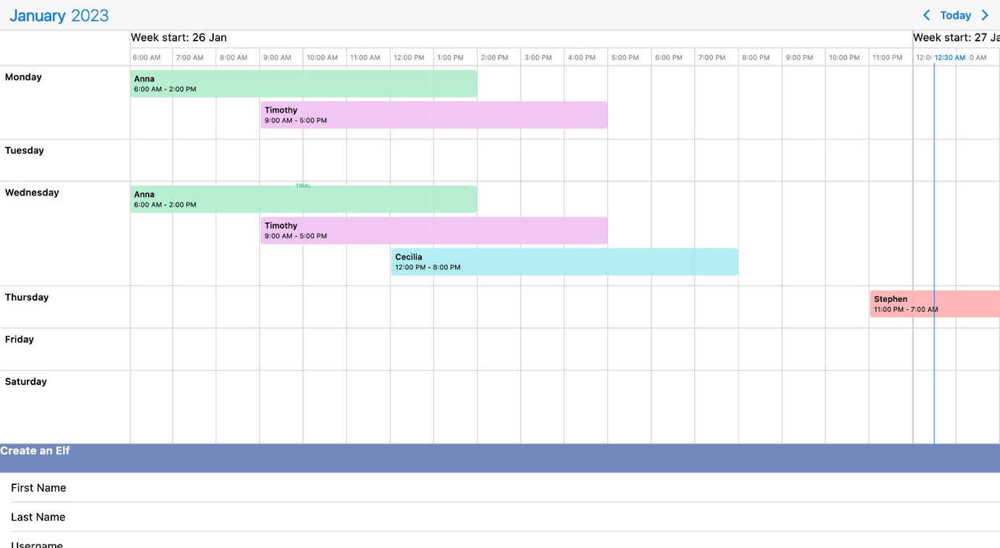 January 2023
Today
Week start: 26 Jan
Week start: 27 Ja
6:00 AM 7:00 AM 8:00 AM 9:00 AM 10:00 AM 11:00 AM 12:00 PM 1:00 PM 2:00 PM 3:00 PM 4:00 PM 5:00 PM 6:00 PM 7:00 PM 8:00 PM 9:00 PM 10:00 PM 11:00 PM 12:0 12:30 AM 0 AM
Monday
Anna
6:00 AM - 2:00 PM
Timothy
9:00 AM - 5:00 PM
Tuesday
Wednesday
TRIAL
Anna
6:00 AM - 2:00 PM
Timothy
9:00 AM - 5:00 PM
Cecilia
12:00 PM - 8:00 PM
Thursday
Stephen
11:00 PM - 7:00 AM
Friday
Saturday
Create an Elf
First Name
Last Name
Username